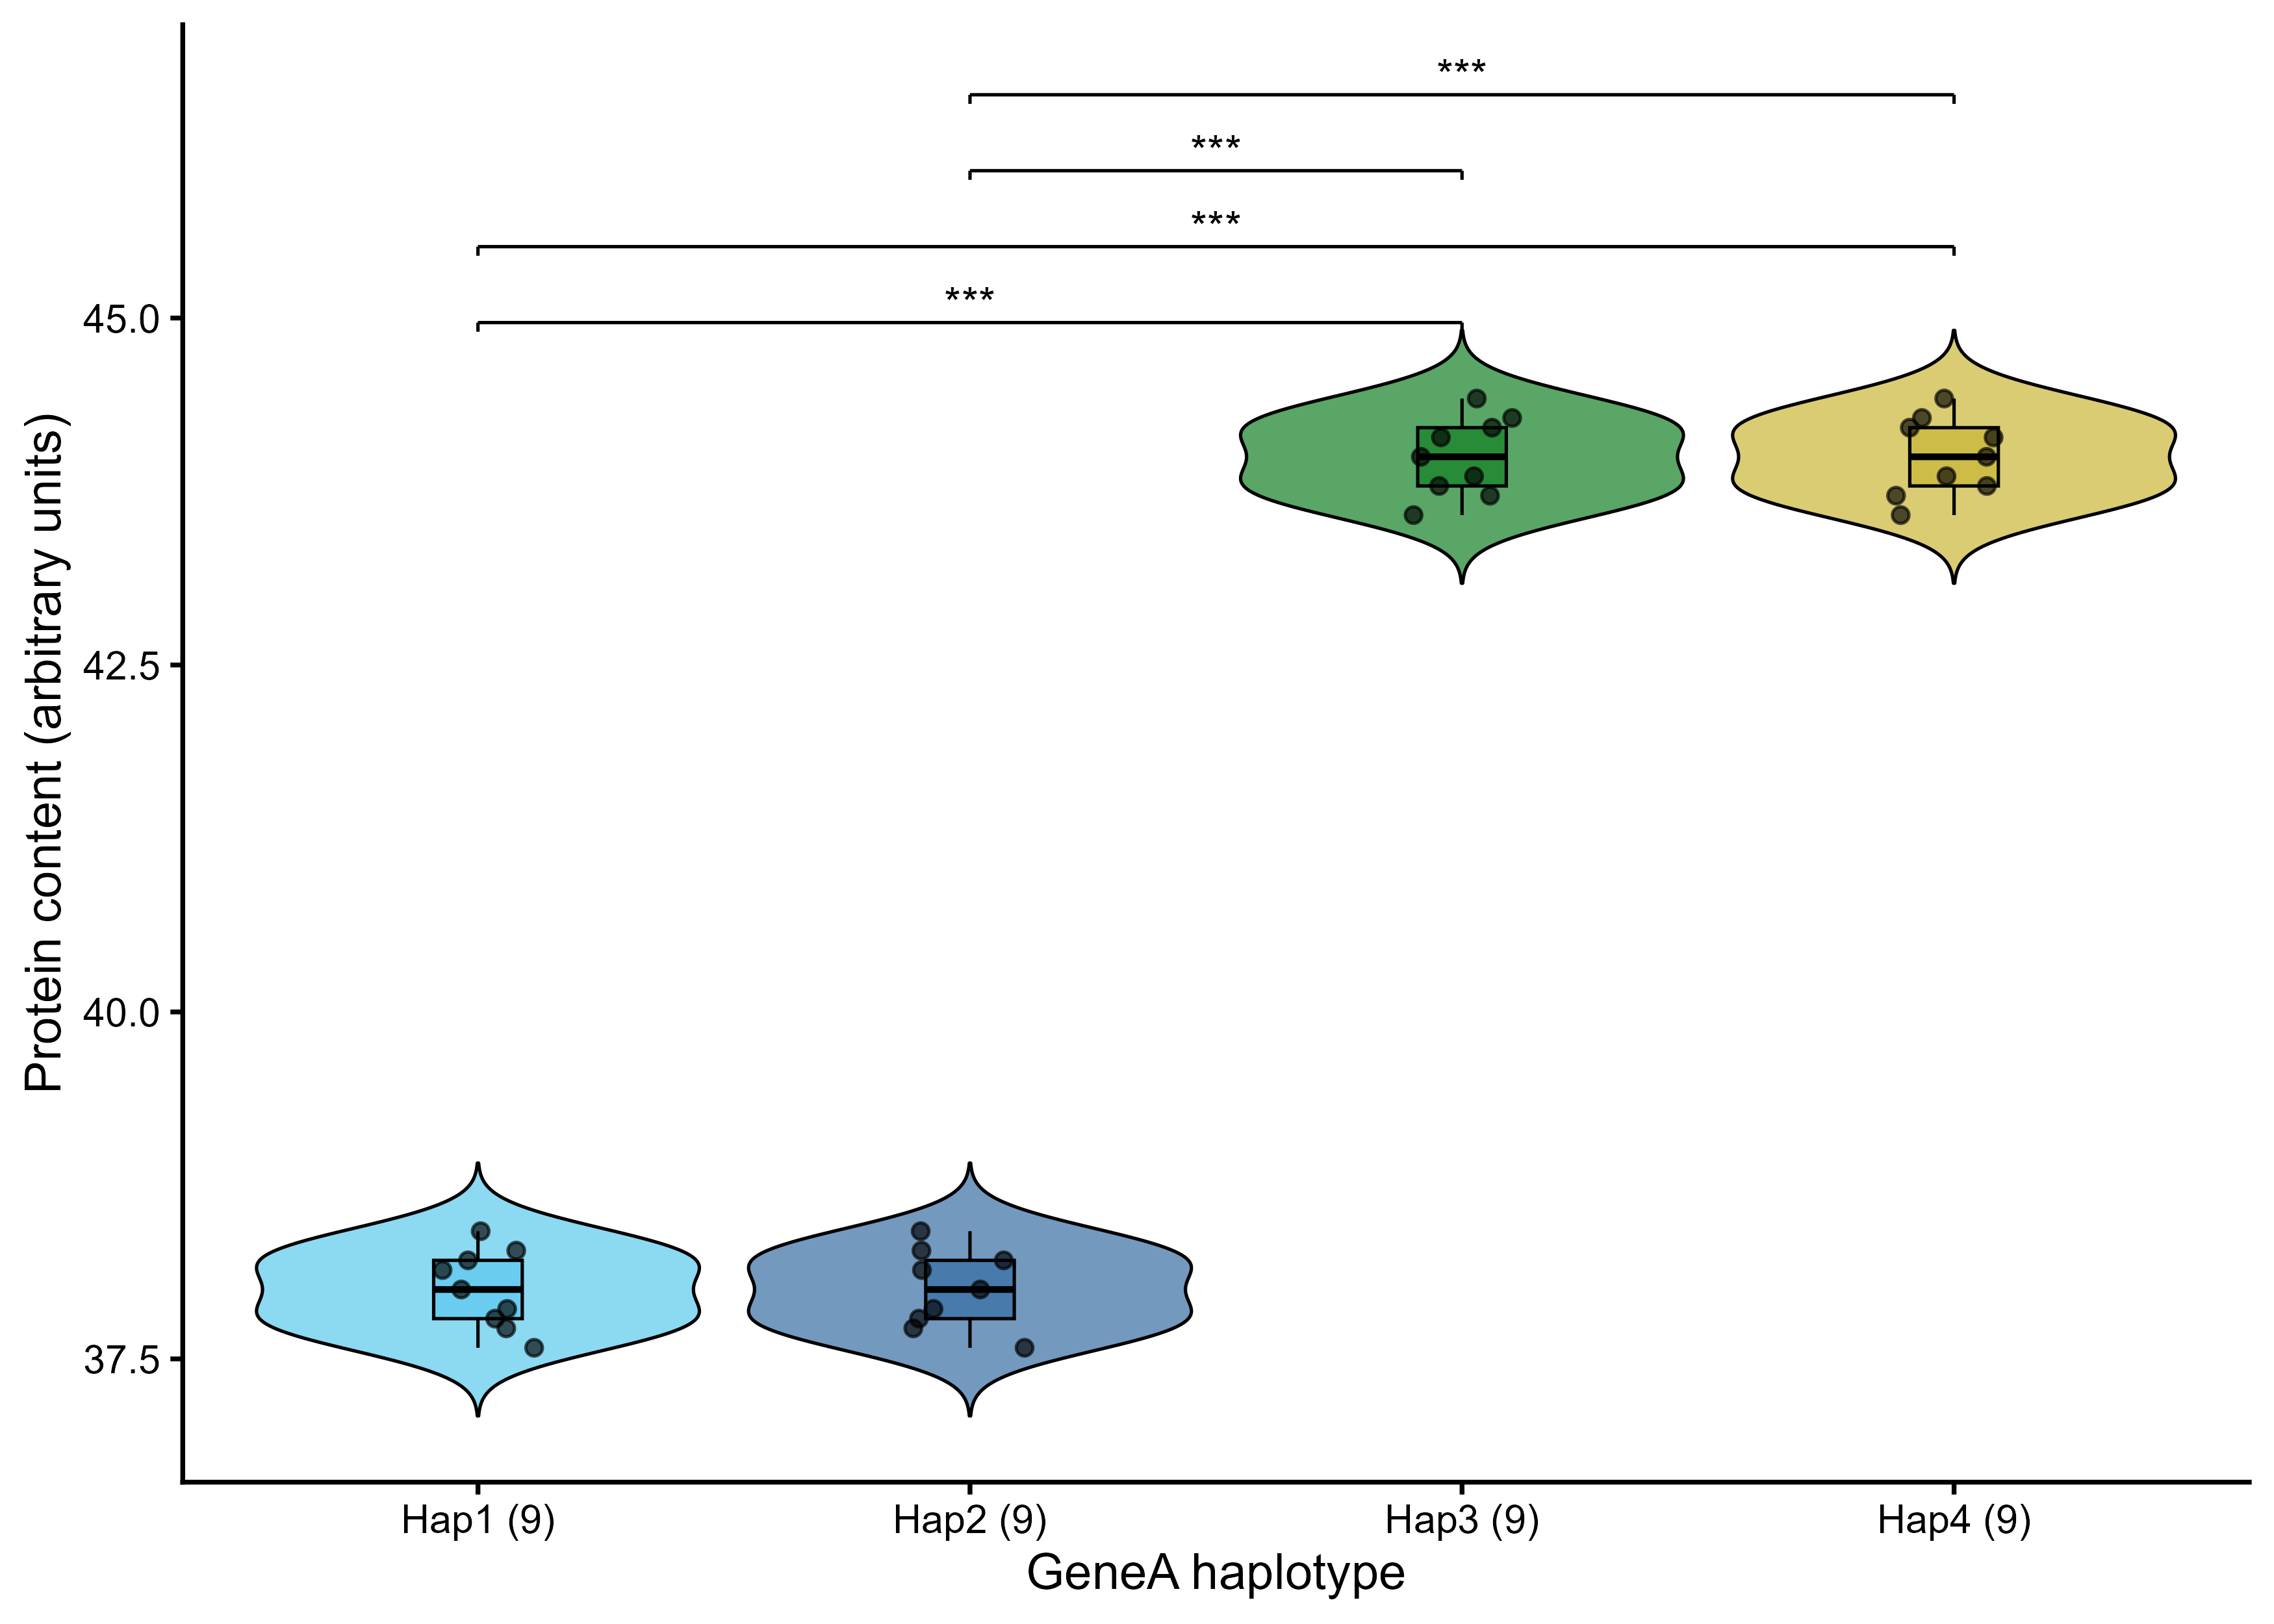 ***
***
***
***
45.0
42.5
40.0
37.5
Protein content (arbitrary units)
Hap1 (9) Hap2 (9) Hap3 (9) Hap4 (9)
GeneA haplotype